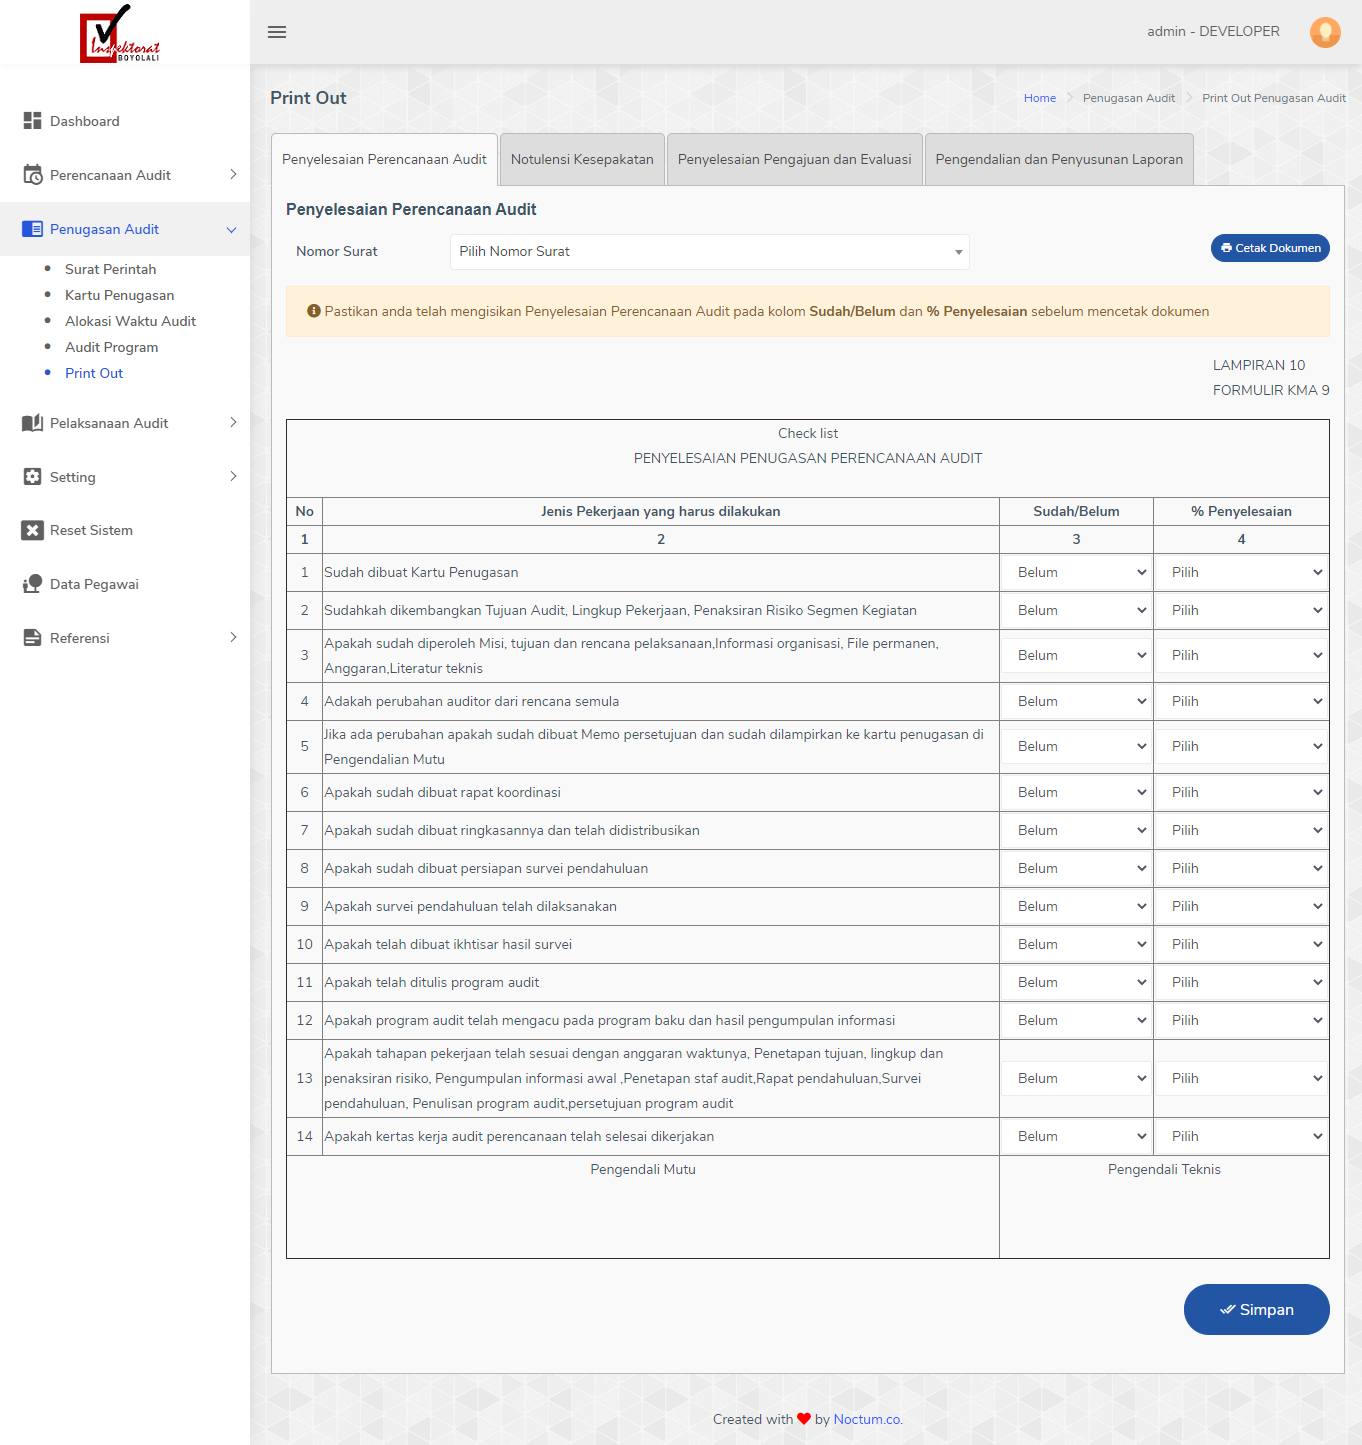 Inspektorat
BOYOLALI
admin - DEVELOPER
Dashboard
Perencanaan Audit
Penugasan Audit
Surat Perintah
Kartu Penugasan
Alokasi Waktu Audit
Audit Program
Print Out
Pelaksanaan Audit
Setting
Reset Sistem
Data Pegawai
Referensi
Print Out
Home Penugasan Audit Print Out Penugasan Audit
Penyelesaian Perencanaan Audit Notulensi Kesepakatan Penyelesaian Pengajuan dan Evaluasi Pengendalian dan Penyusunan Laporan
Penyelesaian Perencanaan Audit
Nomor Surat Pilih Nomor Surat Cetak Dokumen
Pastikan anda telah mengisikan Penyelesaian Perencanaan Audit pada kolom Sudah/Belum dan % Penyelesaian sebelum mencetak dokumen
LAMPIRAN 10
FORMULIR KMA 9
Check list
PENYELESAIAN PENUGASAN PERENCANAAN AUDIT
No Jenis Pekerjaan yang harus dilakukan Sudah/Belum % Penyelesaian
1 2 3 4
1 Sudah dibuat Kartu Penugasan Belum Pilih
2 Sudahkah dikembangkan Tujuan Audit, Lingkup Pekerjaan, Penaksiran Risiko Segmen Kegiatan Belum Pilih
3 Apakah sudah diperoleh Misi, tujuan dan rencana pelaksanaan,Informasi organisasi, File permanen,
Anggaran,Literatur teknis Belum Pilih
4 Adakah perubahan auditor dari rencana semula Belum Pilih
5 Jika ada perubahan apakah sudah dibuat Memo persetujuan dan sudah dilampirkan ke kartu penugasan di
Pengendalian Mutu Belum Pilih
6 Apakah sudah dibuat rapat koordinasi Belum Pilih
7 Apakah sudah dibuat ringkasannya dan telah didistribusikan Belum Pilih
8 Apakah sudah dibuat persiapan survei pendahuluan Belum Pilih
9 Apakah survei pendahuluan telah dilaksanakan Belum Pilih
10 Apakah telah dibuat ikhtisar hasil survei Belum Pilih
11 Apakah telah ditulis program audit Belum Pilih
12 Apakah program audit telah mengacu pada program baku dan hasil pengumpulan informasi Belum Pilih
13 Apakah tahapan pekerjaan telah sesuai dengan anggaran waktunya, Penetapan tujuan, lingkup dan
penaksiran risiko, Pengumpulan informasi awal ,Penetapan staf audit,Rapat pendahuluan,Survei
pendahuluan, Penulisan program audit,persetujuan program audit Belum Pilih
14 Apakah kertas kerja audit perencanaan telah selesai dikerjakan Belum Pilih
Pengendali Mutu Pengendali Teknis
Simpan
Created with ❤ by Noctum.co.